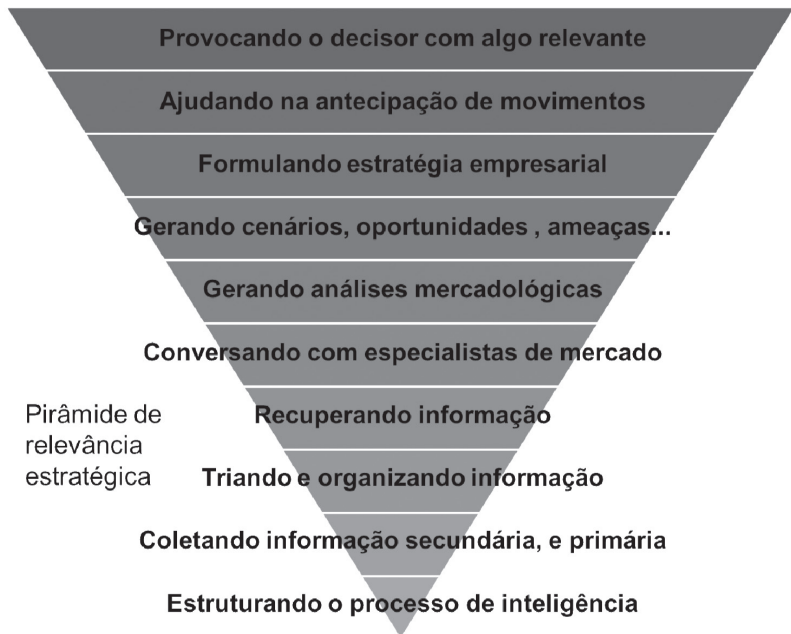 Provocando o decisor com algo relevante
Ajudando na antecipação de movimentos
Formulando estratégia empresarial
Gerando cenários, oportunidades , ameaças...
Gerando análises mercadológicas
Conversando com especialistas de mercado
Recuperando informação
Triando e organizando informação
Coletando informação secundária, e primária
Estruturando o processo de inteligência
Pirâmide de
relevância
estratégica